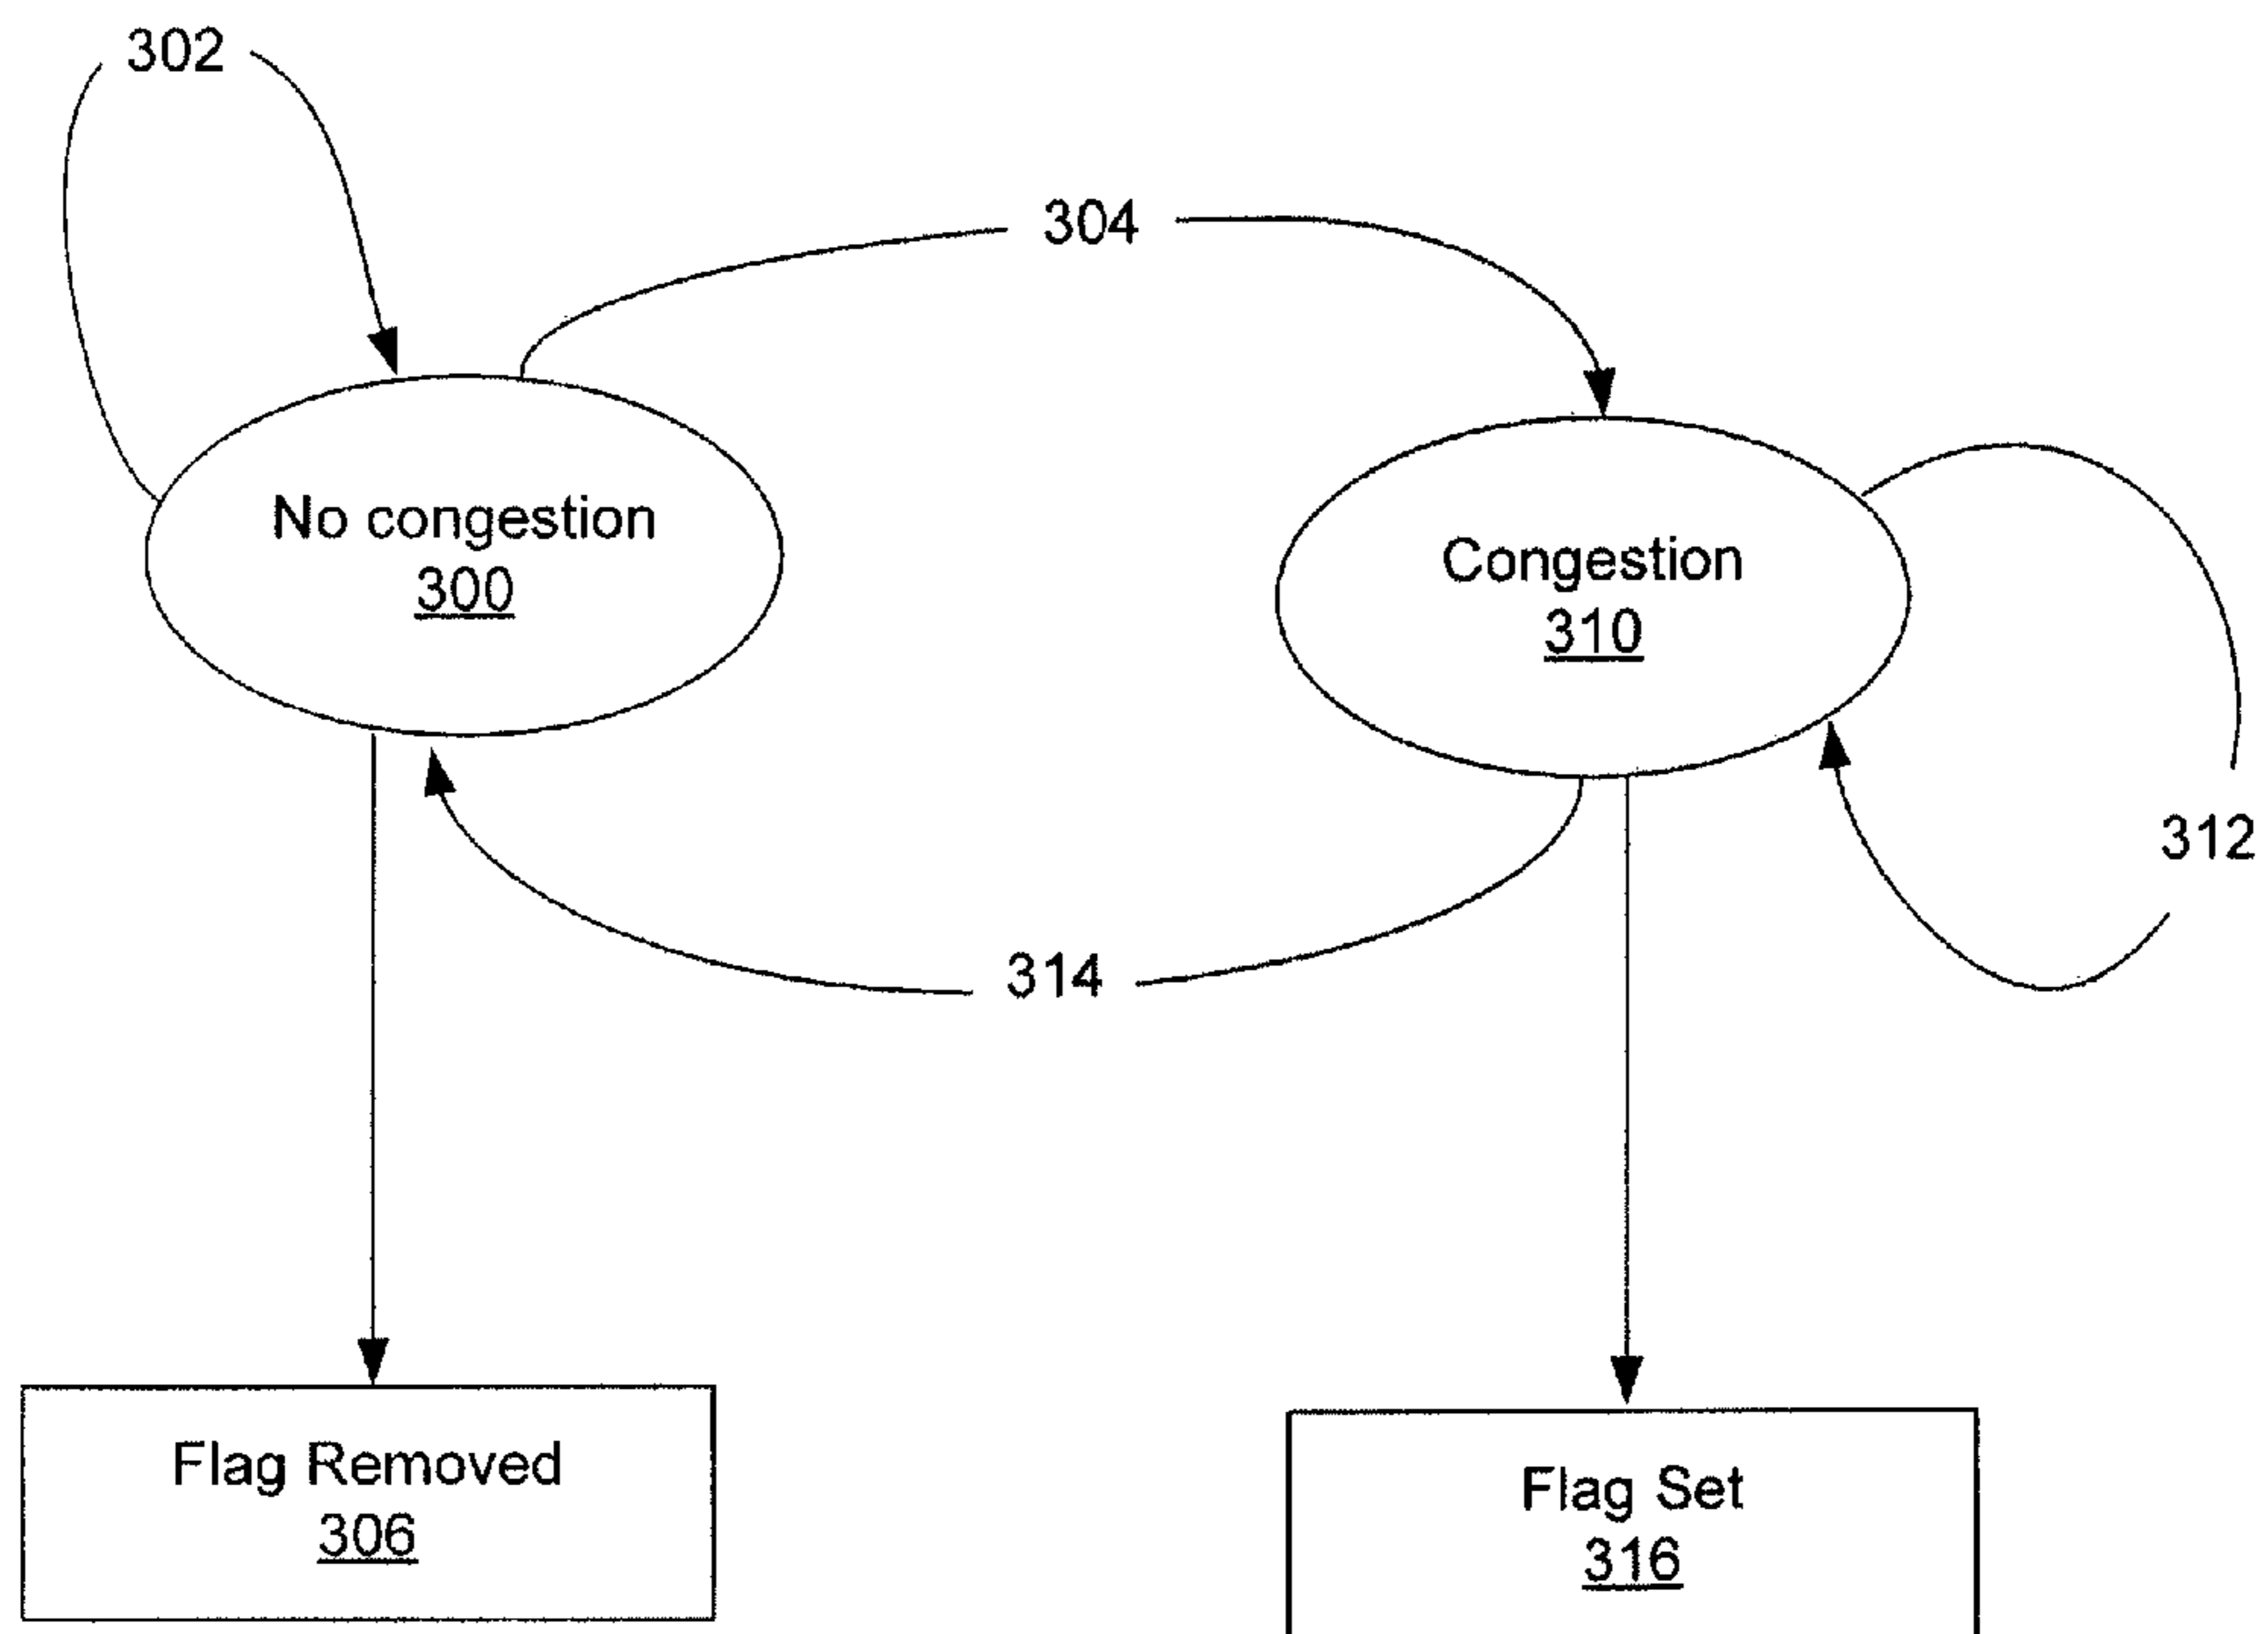 302
304
No congestion
300
Congestion
310
312
314
Flag Removed
306
Flag Set
316